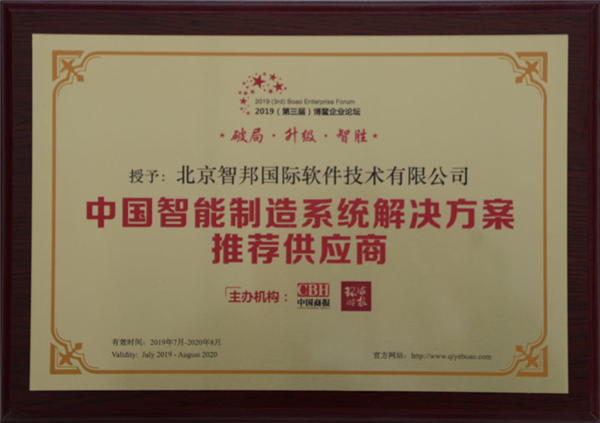 2019 (3rd) Boao Enterprise Forum
2019（第三届）博鳌企业论坛
·破局·升级·智胜·
授予：北京智邦国际软件技术有限公司
中国智能制造系统解决方案
推荐供应商
主办机构：CBH 中国商报 环球时报
有效时间：2019年7月-2020年8月
Validity: July 2019 - August 2020
官方网站：http://www.qiyeboao.com